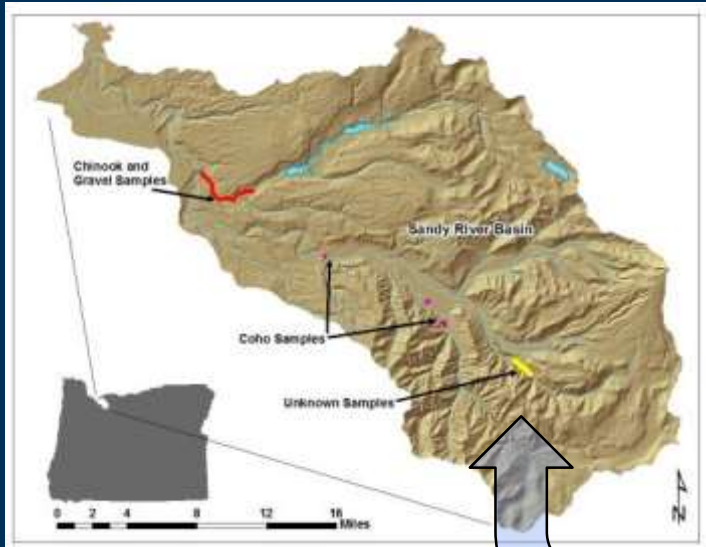 Chinook and
Gravel Samples
Sandy River Basin
Coho Samples
Unknown Samples
0 2 4 8 12 16
Miles
N